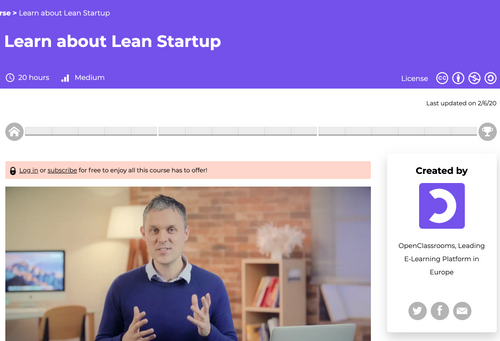 rse > Learn about Lean Startup
Learn about Lean Startup
20 hours Medium License
Last updated on 2/6/20
Log in or subscribe for free to enjoy all this course has to offer!
Created by
OpenClassrooms, Leading
E-Learning Platform in
Europe